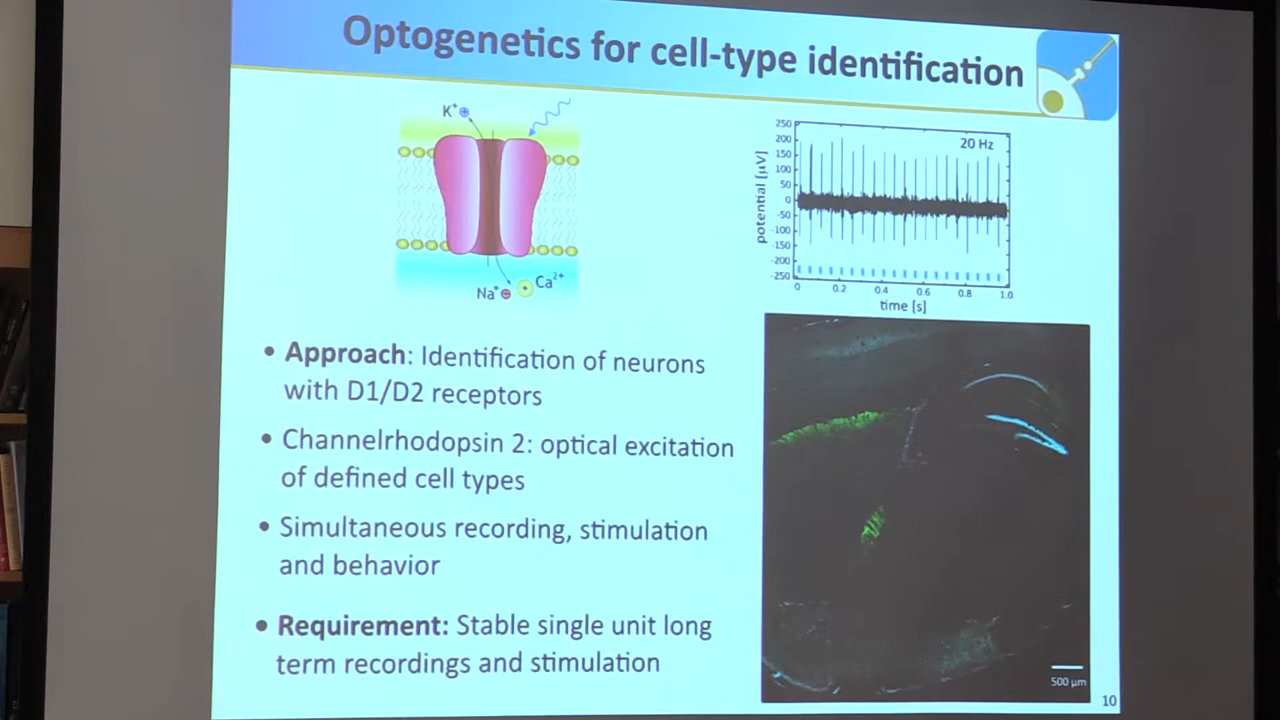 Optogenetics for cell-type identification
K⁺
Na⁺
Ca²⁺
250
200
150
100
50
0
-50
-100
-150
-200
-250
potential [µV]
20 Hz
0 0.2 0.4 0.6 0.8 1.0
time [s]
• Approach: Identification of neurons
with D1/D2 receptors
• Channelrhodopsin 2: optical excitation
of defined cell types
• Simultaneous recording, stimulation
and behavior
• Requirement: Stable single unit long
term recordings and stimulation
500 µm
10